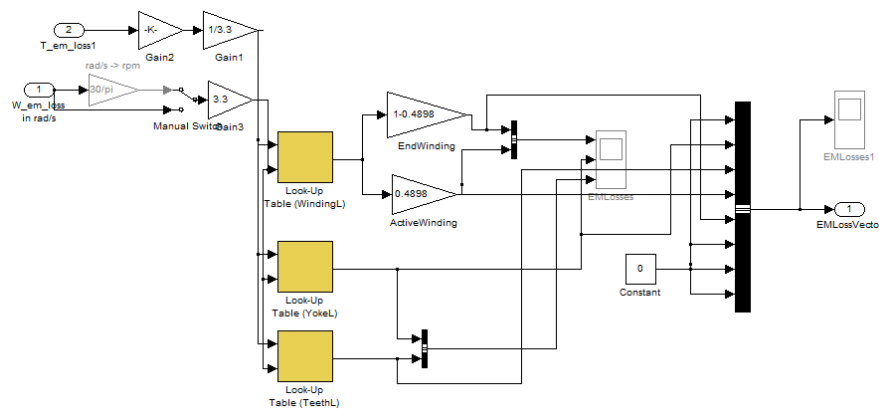 2
T_em_loss1
-K-
Gain2
1/3.3
Gain1
rad/s -> rpm
30/pi
1
W_em_loss
in rad/s
Manual Switch
3.3
Gain3
Look-Up
Table (WindingL)
1-0.4898
EndWinding
0.4898
ActiveWinding
EMLosses
Look-Up
Table (YokeL)
0
Constant
Look-Up
Table (TeethL)
EMLosses1
1
EMLossVecto